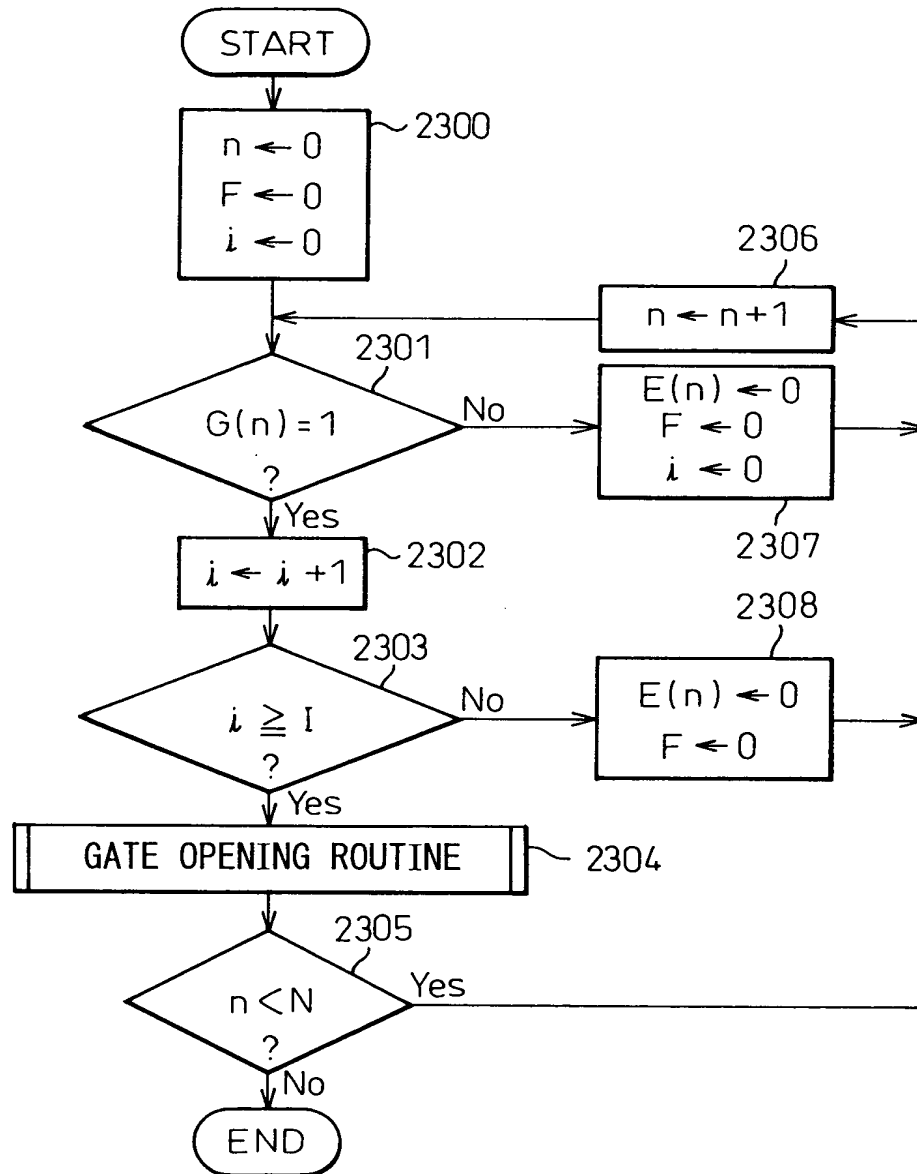 START
2300
n ← 0
F ← 0
i ← 0
2306
n ← n+1
2301
G(n) = 1
?
No
Yes
E(n) ← 0
F ← 0
i ← 0
2307
2302
i ← i +1
2303
i ≧ I
?
No
Yes
2308
E(n) ← 0
F ← 0
GATE OPENING ROUTINE
2304
2305
n < N
?
Yes
No
END